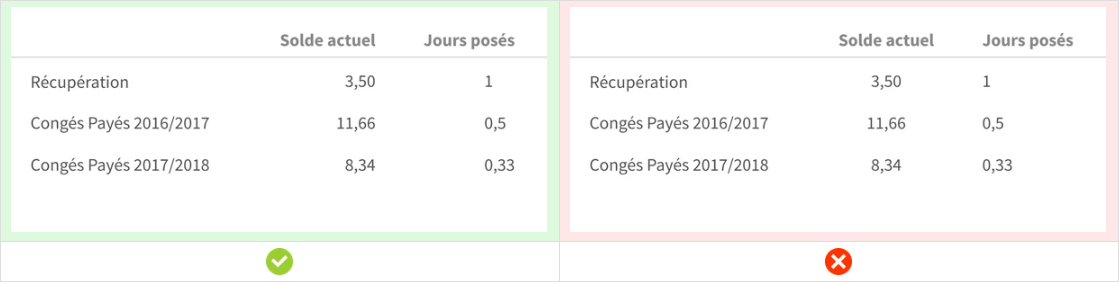 Solde actuel Jours posés
Récupération 3,50 1
Congés Payés 2016/2017 11,66 0,5
Congés Payés 2017/2018 8,34 0,33
Solde actuel Jours posés
Récupération 3,50 1
Congés Payés 2016/2017 11,66 0,5
Congés Payés 2017/2018 8,34 0,33